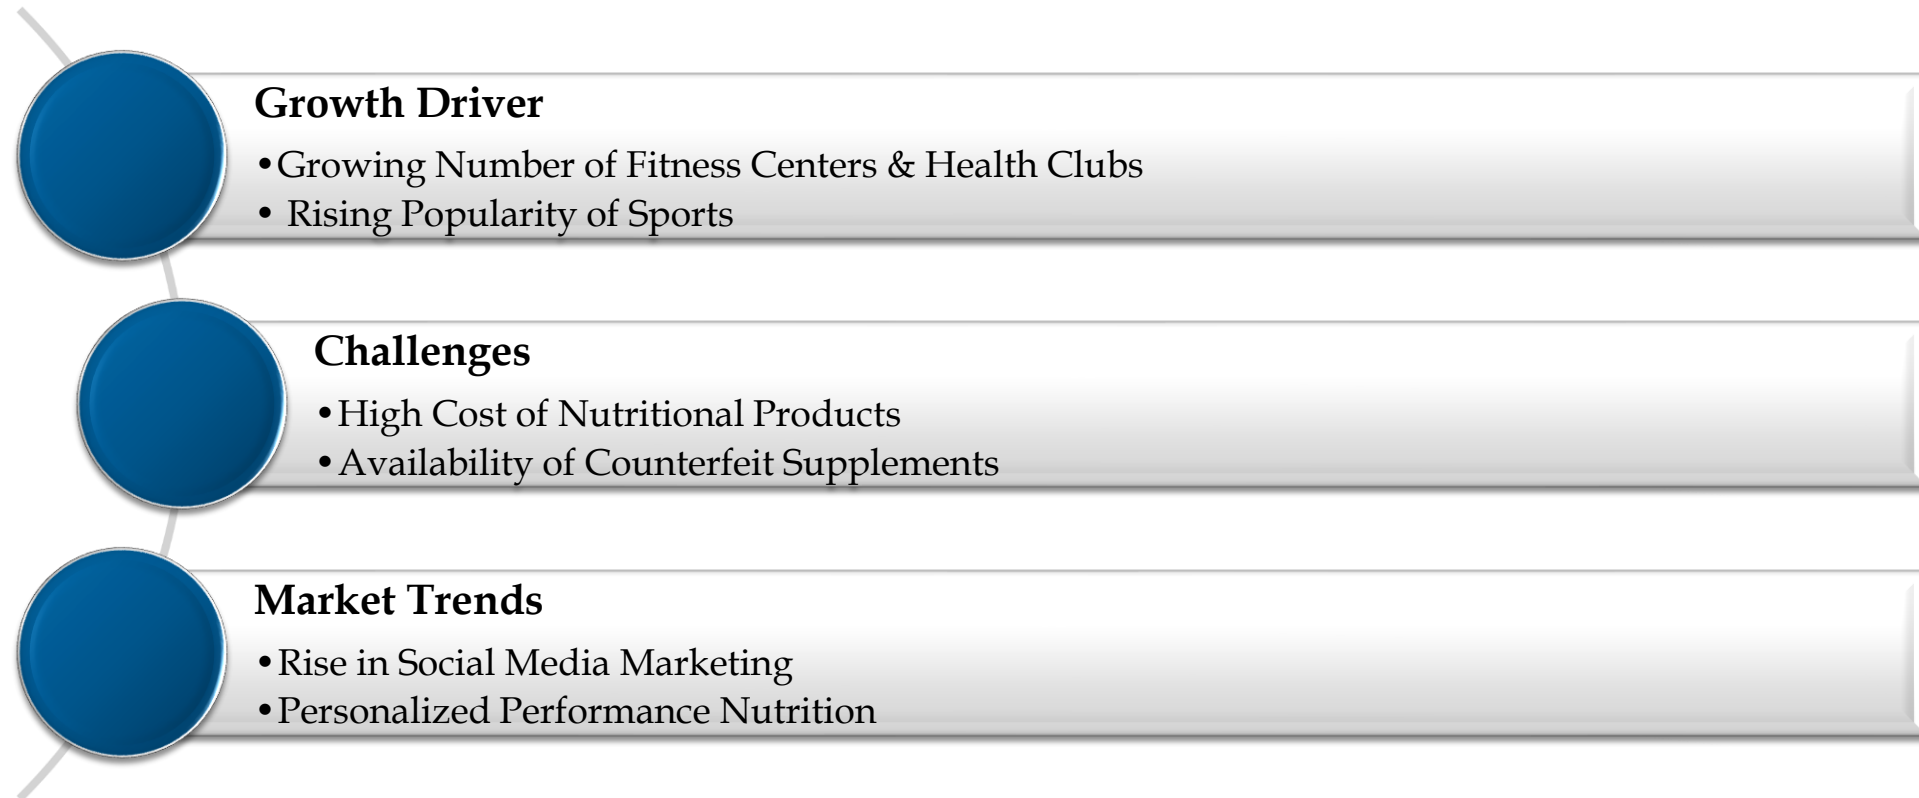 Growth Driver
•Growing Number of Fitness Centers & Health Clubs
• Rising Popularity of Sports
Challenges
•High Cost of Nutritional Products
•Availability of Counterfeit Supplements
Market Trends
•Rise in Social Media Marketing
•Personalized Performance Nutrition